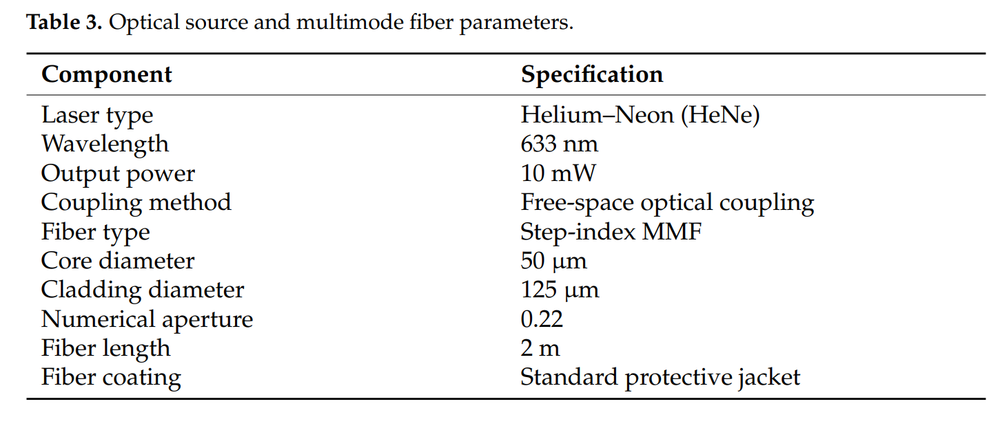 Table 3. Optical source and multimode fiber parameters.
Component Specification
Laser type Helium–Neon (HeNe)
Wavelength 633 nm
Output power 10 mW
Coupling method Free-space optical coupling
Fiber type Step-index MMF
Core diameter 50 μm
Cladding diameter 125 μm
Numerical aperture 0.22
Fiber length 2 m
Fiber coating Standard protective jacket